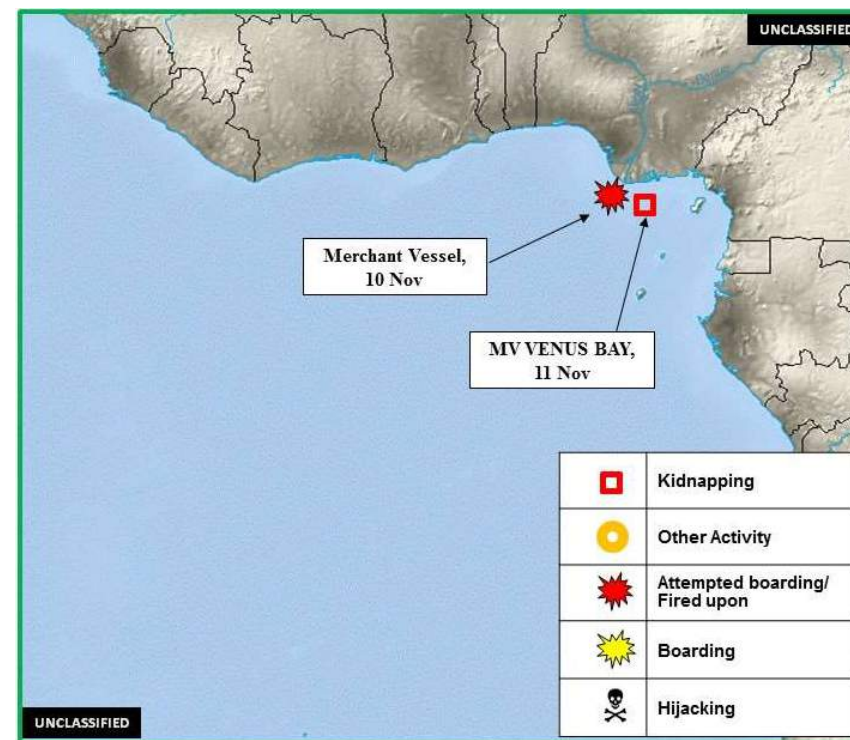 UNCLASSIFIED
Merchant Vessel,
10 Nov
MV VENUS BAY,
11 Nov
Kidnapping
Other Activity
Attempted boarding/
Fired upon
Boarding
Hijacking
UNCLASSIFIED